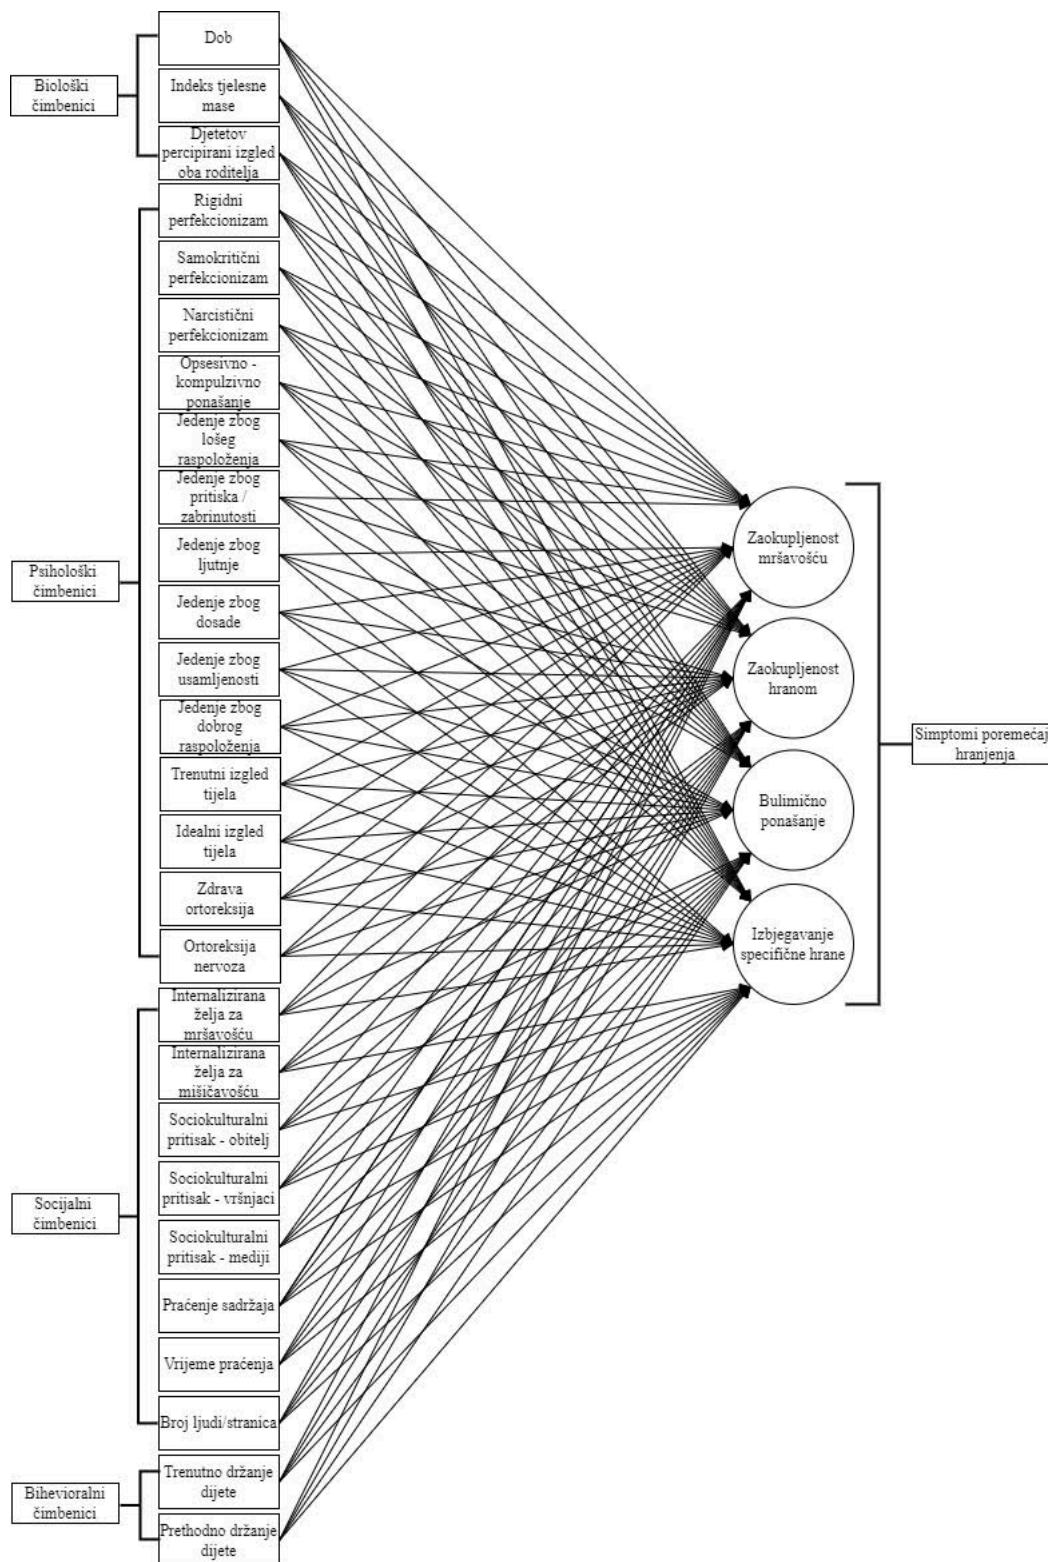 Biološki
čimbenici
Dob
Indeks tjelesne
mase
Djetetov
percipirani izgled
oba roditelja
Psihološki
čimbenici
Rigidni
perfekcionizam
Samokritični
perfekcionizam
Narcistični
perfekcionizam
Opsesivno -
kompulzivno
ponašanje
Jedenje zbog
lošeg
raspoloženja
Jedenje zbog
pritiska /
zabrinutosti
Jedenje zbog
ljutnje
Jedenje zbog
dosade
Jedenje zbog
usamljenosti
Jedenje zbog
dobrog
raspoloženja
Trenutni izgled
tijela
Idealni izgled
tijela
Zdrava
ortoreksija
Ortoreksija
nervoza
Socijalni
čimbenici
Internalizirana
želja za
mršavošću
Internalizirana
želja za
mišičavošću
Sociokulturalni
pritisak - obitelj
Sociokulturalni
pritisak - vršnjaci
Sociokulturalni
pritisak - mediji
Praćenje sadržaja
Vrijeme praćenja
Broj ljudi/stranica
Bihevioralni
čimbenici
Trenutno držanje
dijete
Prethodno držanje
dijete
Zaokupljenost
mršavošću
Zaokupljenost
hranom
Bulimično
ponašanje
Izbjegavanje
specifične hrane
Simptomi poremećaj
hranjenja